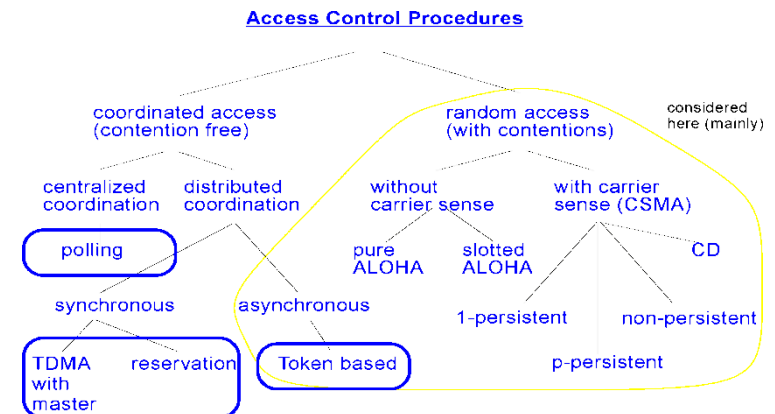 Access Control Procedures
coordinated access
(contention free)
random access
(with contentions)
considered
here (mainly)
centralized
coordination
distributed
coordination
without
carrier sense
with carrier
sense (CSMA)
polling
pure
ALOHA
slotted
ALOHA
CD
synchronous
asynchronous
1-persistent
non-persistent
TDMA
with
master
reservation
Token based
p-persistent